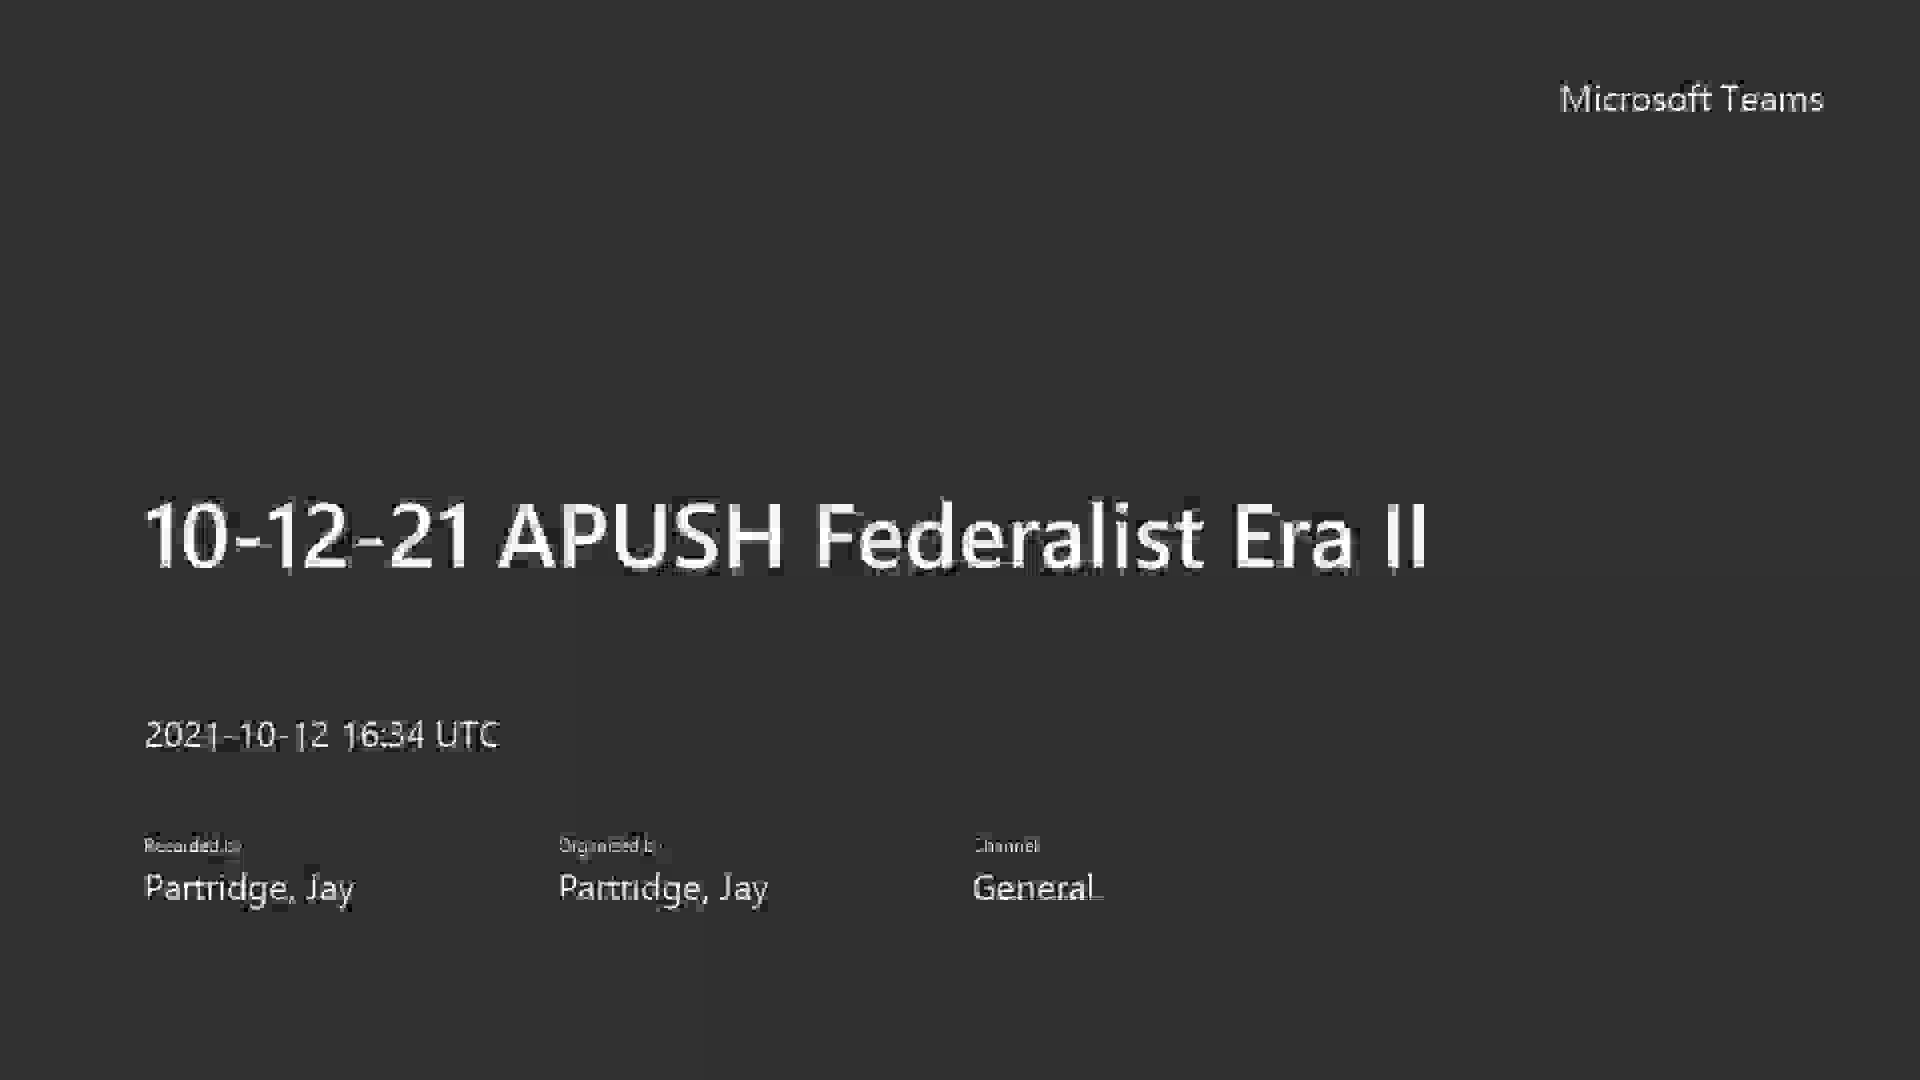 Microsoft Teams
10-12-21 APUSH Federalist Era II
2021-10-12 16:34 UTC
Recorded by
Organized by
Channel
Partridge, Jay
Partridge, Jay
General